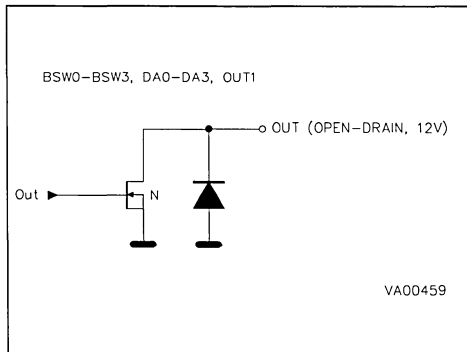 BSW0-BSW3, DA0-DA3, OUT1
OUT (OPEN-DRAIN, 12V)
Out
N
VA00459